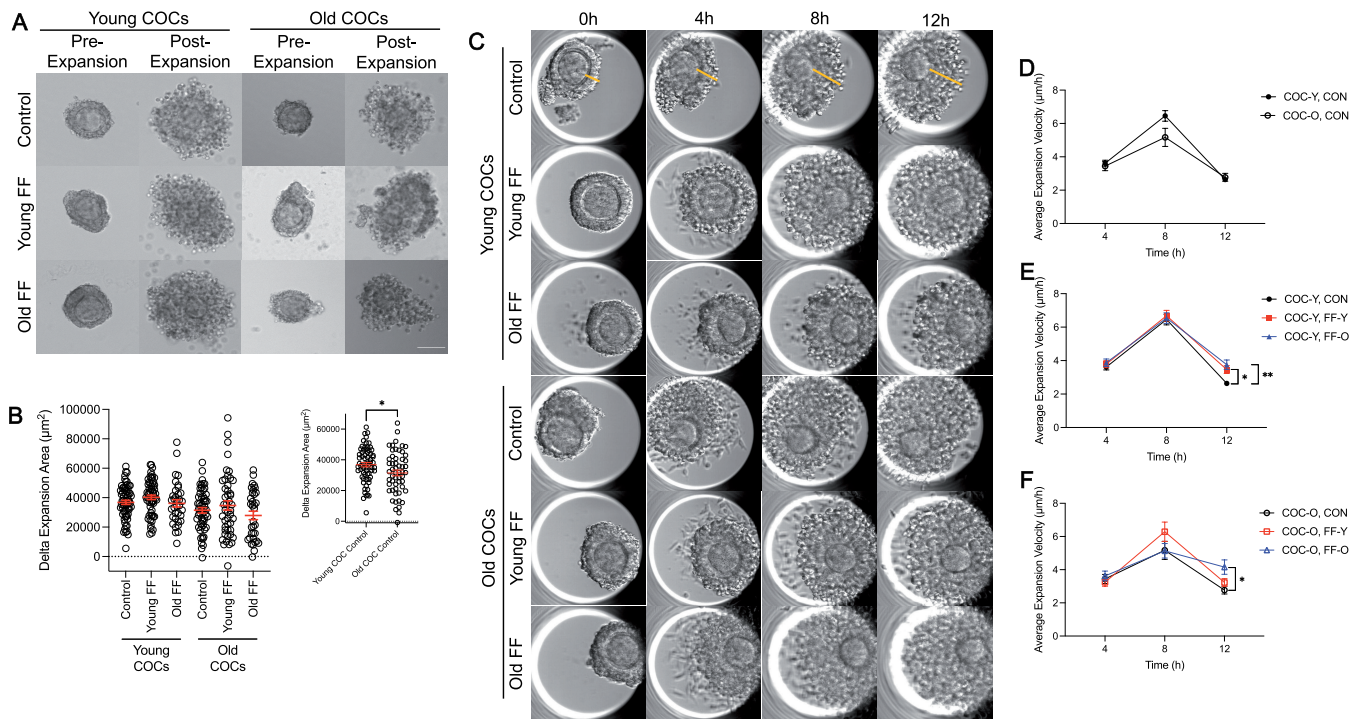 A
Young COCs
Old COCs
Pre-
Expansion
Post-
Expansion
Pre-
Expansion
Post-
Expansion
Control
Young FF
Old FF
B
Delta Expansion Area (µm²)
100000
80000
60000
40000
20000
0
Control
Young FF
Old FF
Control
Young FF
Old FF
Young
COCs
Old
COCs
Delta Expansion Area (µm²)
60000
40000
20000
0
*
Young COC Control
Old COC Control
C
0h
4h
8h
12h
Young COCs
Control
Young FF
Old FF
Old COCs
Control
Young FF
Old FF
D
Average Expansion Velocity (µm/h)
8
6
4
2
0
4
8
12
Time (h)
COC-Y, CON
COC-O, CON
E
Average Expansion Velocity (µm/h)
8
6
4
2
0
4
8
12
Time (h)
COC-Y, CON
COC-Y, FF-Y
COC-Y, FF-O
*
**
F
Average Expansion Velocity (µm/h)
8
6
4
2
0
4
8
12
Time (h)
COC-O, CON
COC-O, FF-Y
COC-O, FF-O
*